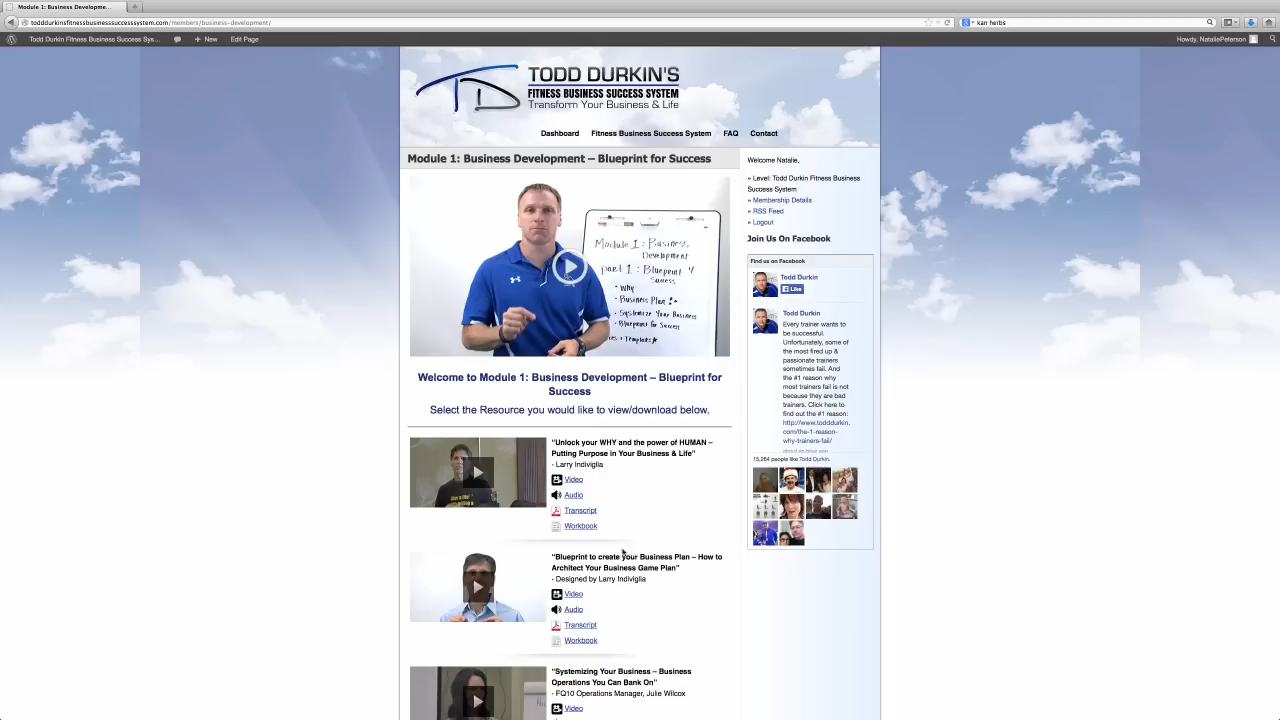 Module 1: Business Developme...
todddurkinsfitnessbusinesssuccesssystem.com/members/business-development/
kan herbs
Todd Durkin Fitness Business Success Sys...
+ New
Edit Page
Howdy, NataliePeterson
TD
TODD DURKIN'S
FITNESS BUSINESS SUCCESS SYSTEM
Transform Your Business & Life
Dashboard
Fitness Business Success System
FAQ
Contact
Module 1: Business Development – Blueprint for Success
Module 1: Business
Development
Part 1: Blueprint 4
Success
• Why
• Business Plan
• Systemize Your Business
• Blueprint for Success
+ Templates
Welcome to Module 1: Business Development – Blueprint for
Success
Select the Resource you would like to view/download below.
“Unlock your WHY and the power of HUMAN –
Putting Purpose in Your Business & Life”
- Larry Indiviglia
Video
Audio
Transcript
Workbook
“Blueprint to create your Business Plan – How to
Architect Your Business Game Plan”
- Designed by Larry Indiviglia
Video
Audio
Transcript
Workbook
“Systemizing Your Business – Business
Operations You Can Bank On”
- FQ10 Operations Manager, Julie Wilcox
Video
Welcome Natalie,
» Level: Todd Durkin Fitness Business
Success System
» Membership Details
» RSS Feed
» Logout
Join Us On Facebook
Find us on Facebook
Todd Durkin
Like
Todd Durkin
Every trainer wants to
be successful.
Unfortunately, some of
the most fired up &
passionate trainers
sometimes fail. And
the #1 reason why
most trainers fail is not
because they are bad
trainers. Click here to
find out the #1 reason:
http://www.todddurkin.
com/the-1-reason-
why-trainers-fail/
15,264 people like Todd Durkin.